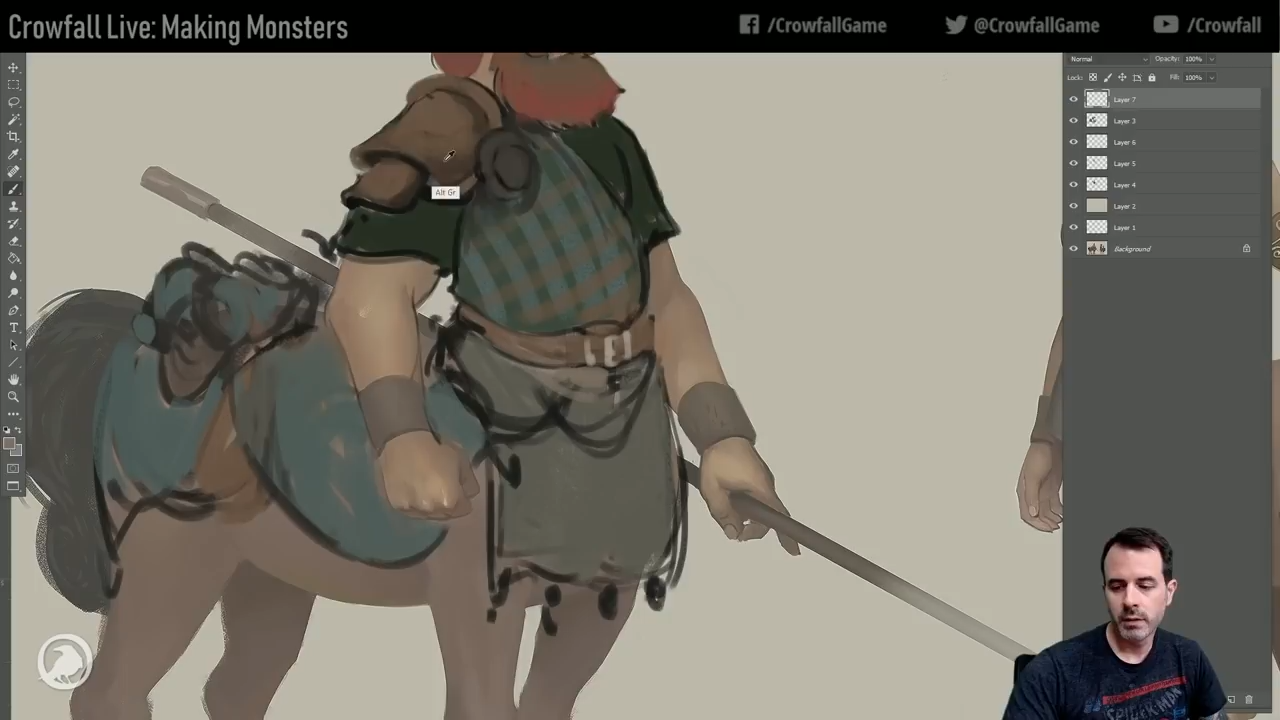 Crowfall Live: Making Monsters
/CrowfallGame
@CrowfallGame
/Crowfall
Normal
Opacity: 100%
Lock:
Fill: 100%
Layer 7
Layer 3
Layer 6
Layer 5
Layer 4
Layer 2
Layer 1
Background
Alt Gr